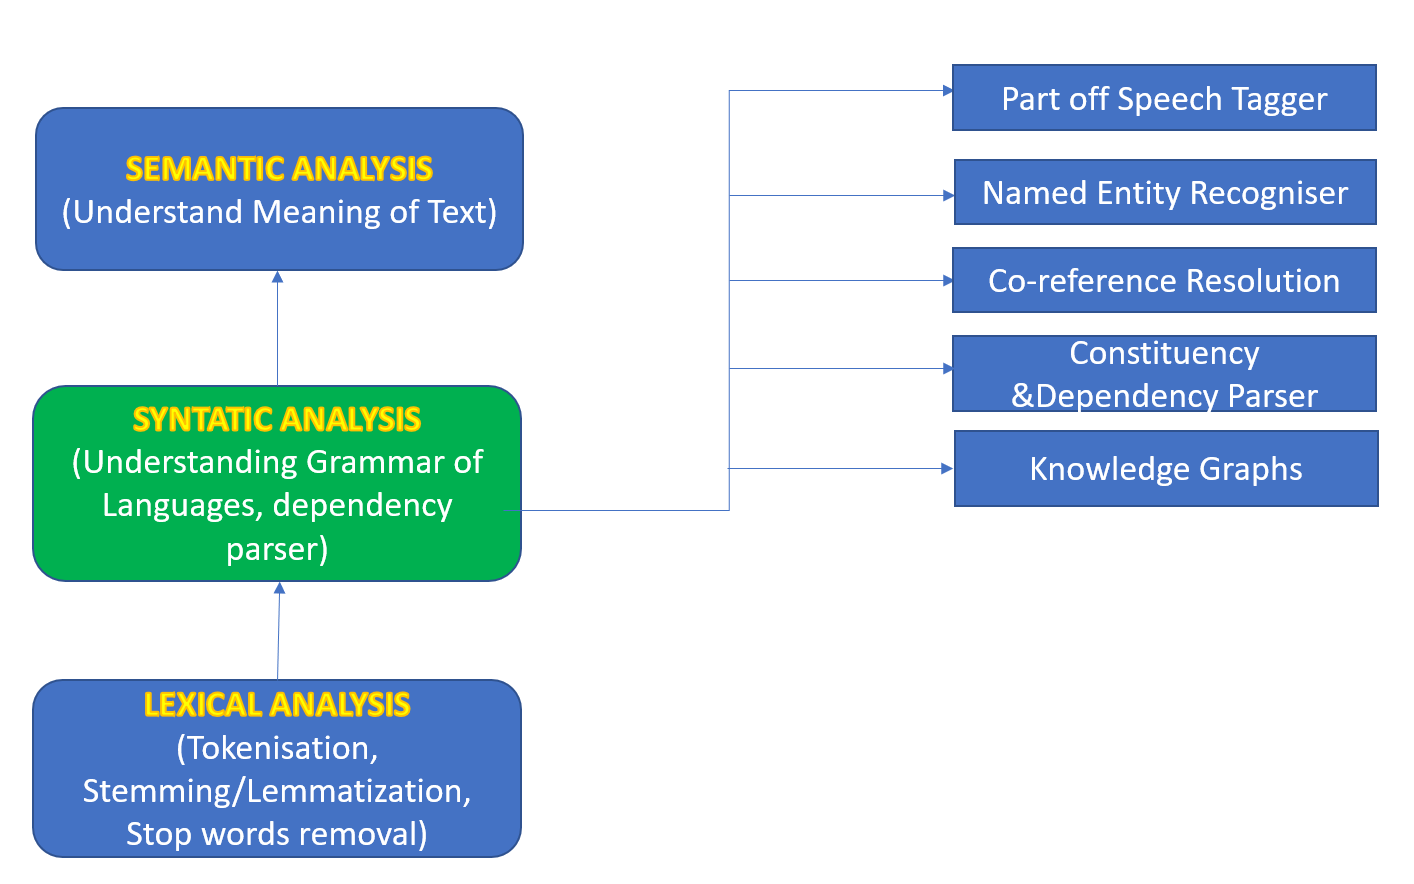 SEMANTIC ANALYSIS
(Understand Meaning of Text)
SYNTATIC ANALYSIS
(Understanding Grammar of
Languages, dependency
parser)
LEXICAL ANALYSIS
(Tokenisation,
Stemming/Lemmatization,
Stop words removal)
Part off Speech Tagger
Named Entity Recogniser
Co-reference Resolution
Constituency
&Dependency Parser
Knowledge Graphs